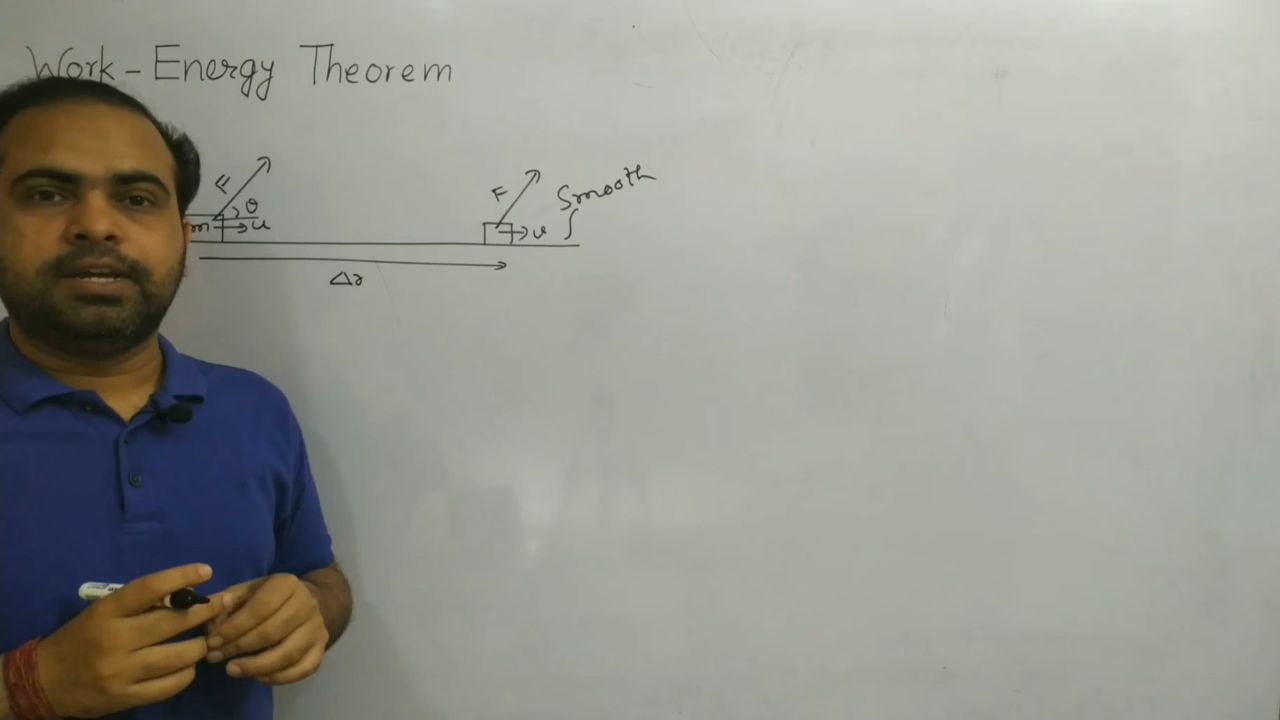 Work - Energy Theorem
F
θ
m
u
F
v
Smooth
Δr